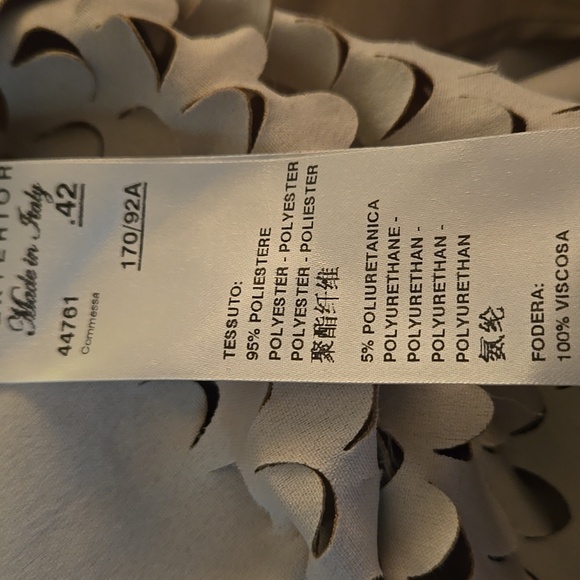 Made in Italy
.42
44761
Commessa
170/92A
TESSUTO:
95% POLIESTERE
POLYESTER - POLYESTER
POLYESTER - POLIESTER
聚酯纤维
5% POLIURETANICA
POLYURETHANE -
POLYURETHAN -
POLYURETHAN -
POLYURETHAN
氨纶
FODERA:
100% VISCOSA